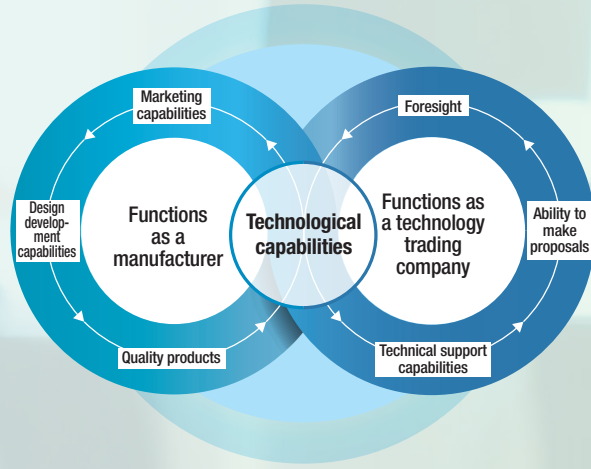 Marketing
capabilities
Foresight
Design
develop-
ment
capabilities
Functions
as a
manufacturer
Technological
capabilities
Functions as
a technology
trading
company
Ability to
make
proposals
Quality products
Technical support
capabilities